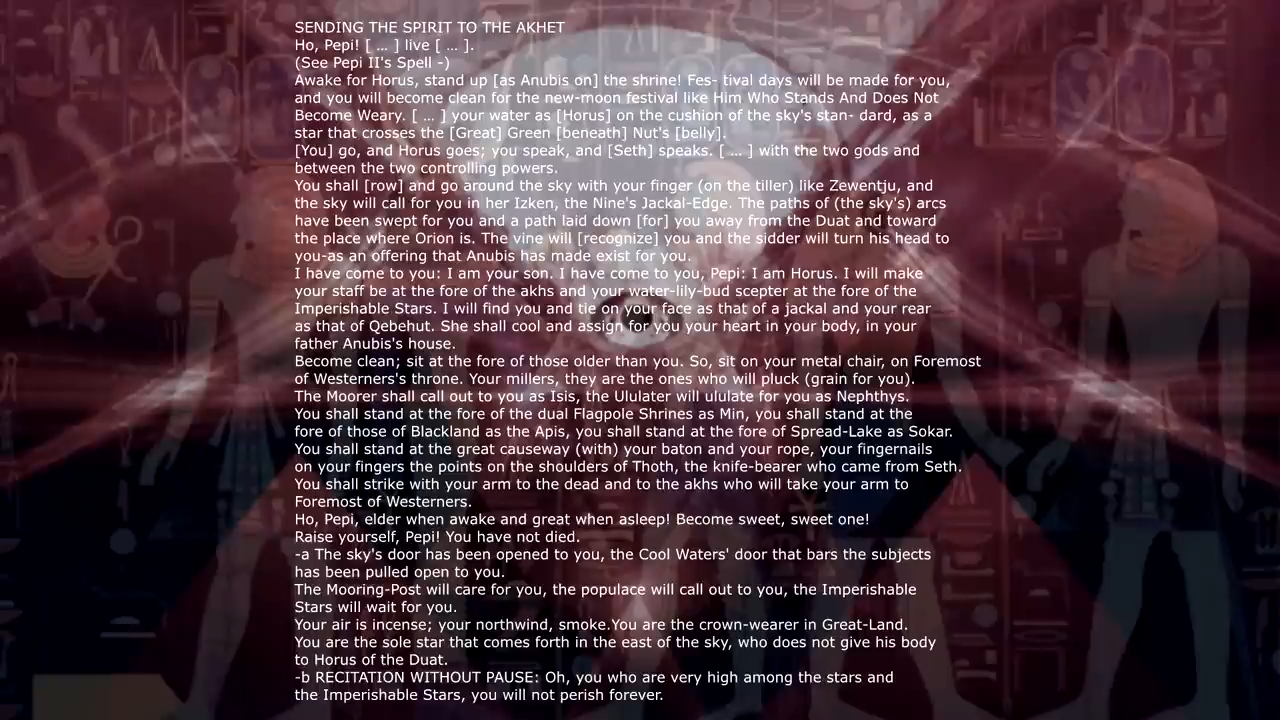 SENDING THE SPIRIT TO THE AKHET
Ho, Pepi! [ ... ] live [ ... ].
(See Pepi II's Spell -)
Awake for Horus, stand up [as Anubis on] the shrine! Fes- tival days will be made for you,
and you will become clean for the new-moon festival like Him Who Stands And Does Not
Become Weary. [ ... ] your water as [Horus] on the cushion of the sky's stan- dard, as a
star that crosses the [Great] Green [beneath] Nut's [belly].
[You] go, and Horus goes; you speak, and [Seth] speaks. [ ... ] with the two gods and
between the two controlling powers.
You shall [row] and go around the sky with your finger (on the tiller) like Zewentju, and
the sky will call for you in her Izken, the Nine's Jackal-Edge. The paths of (the sky's) arcs
have been swept for you and a path laid down [for] you away from the Duat and toward
the place where Orion is. The vine will [recognize] you and the sidder will turn his head to
you-as an offering that Anubis has made exist for you.
I have come to you: I am your son. I have come to you, Pepi: I am Horus. I will make
your staff be at the fore of the akhs and your water-lily-bud scepter at the fore of the
Imperishable Stars. I will find you and tie on your face as that of a jackal and your rear
as that of Qebehut. She shall cool and assign for you your heart in your body, in your
father Anubis's house.
Become clean; sit at the fore of those older than you. So, sit on your metal chair, on Foremost
of Westerners's throne. Your millers, they are the ones who will pluck (grain for you).
The Moorer shall call out to you as Isis, the Ululater will ululate for you as Nephthys.
You shall stand at the fore of the dual Flagpole Shrines as Min, you shall stand at the
fore of those of Blackland as the Apis, you shall stand at the fore of Spread-Lake as Sokar.
You shall stand at the great causeway (with) your baton and your rope, your fingernails
on your fingers the points on the shoulders of Thoth, the knife-bearer who came from Seth.
You shall strike with your arm to the dead and to the akhs who will take your arm to
Foremost of Westerners.
Ho, Pepi, elder when awake and great when asleep! Become sweet, sweet one!
Raise yourself, Pepi! You have not died.
-a The sky's door has been opened to you, the Cool Waters' door that bars the subjects
has been pulled open to you.
The Mooring-Post will care for you, the populace will call out to you, the Imperishable
Stars will wait for you.
Your air is incense; your northwind, smoke.You are the crown-wearer in Great-Land.
You are the sole star that comes forth in the east of the sky, who does not give his body
to Horus of the Duat.
-b RECITATION WITHOUT PAUSE: Oh, you who are very high among the stars and
the Imperishable Stars, you will not perish forever.